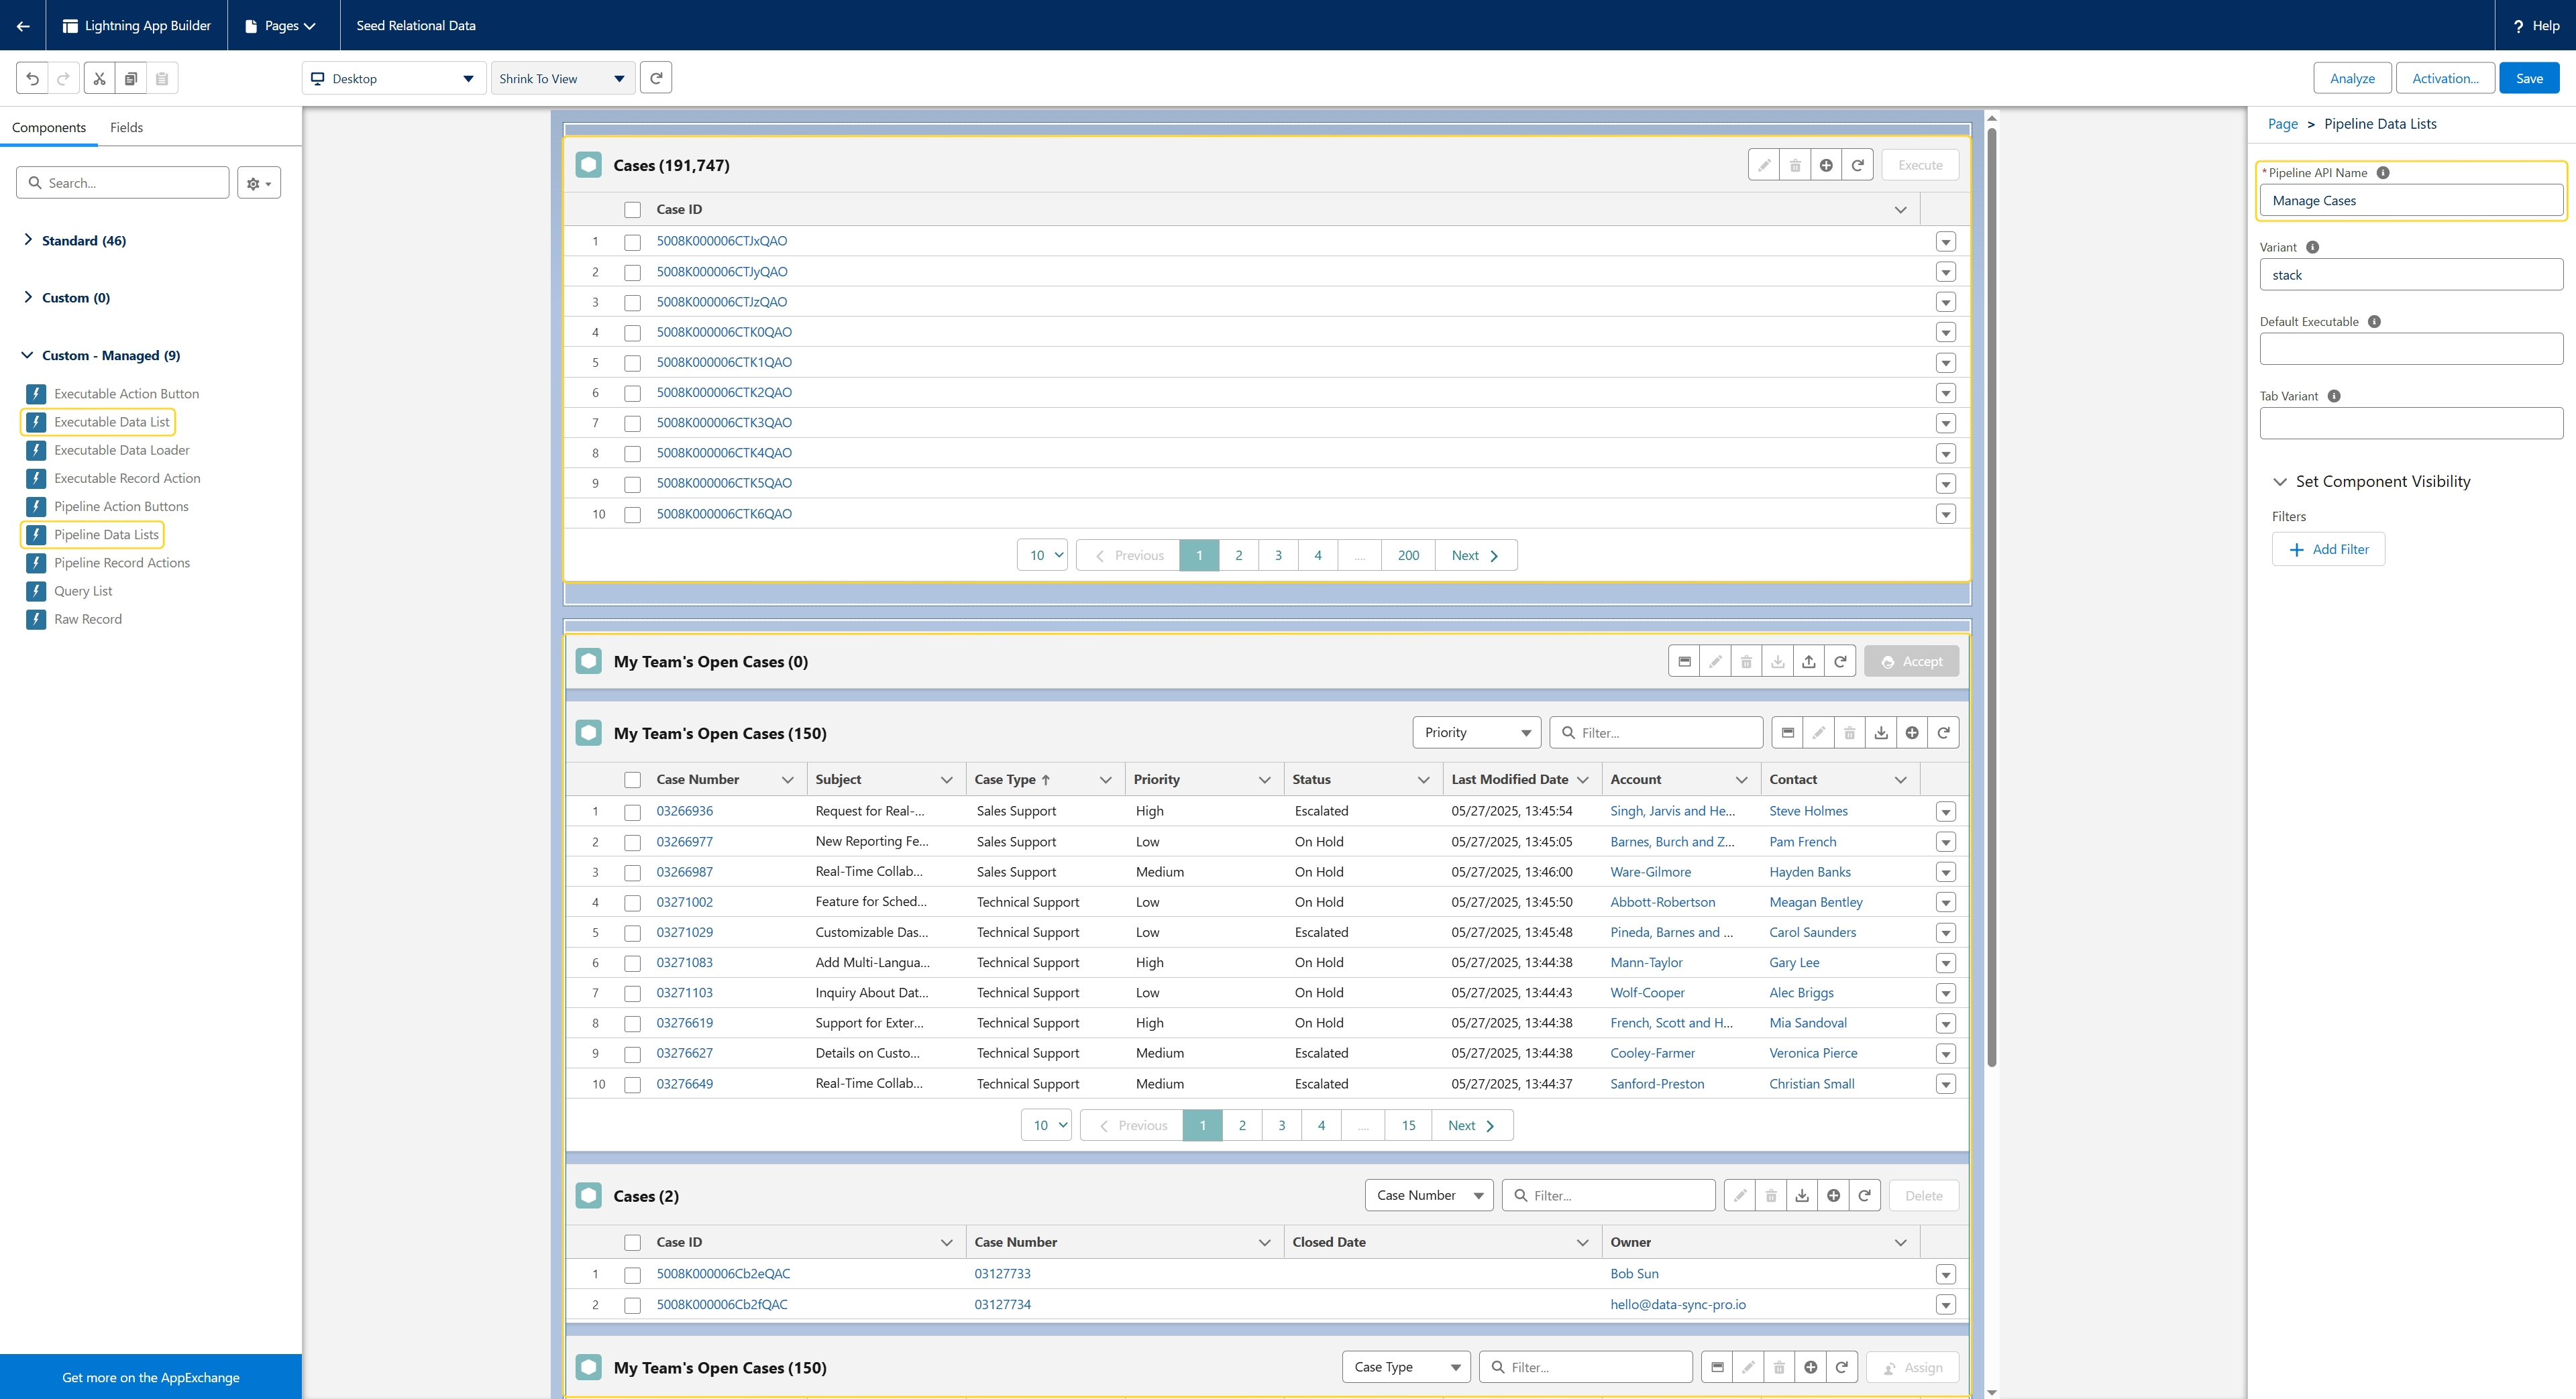 Lightning App Builder Pages Seed Relational Data ? Help
Desktop Shrink To View Analyze Activation... Save
Components Fields
Search...
Standard (46)
Custom (0)
Custom - Managed (9)
Executable Action Button
Executable Data List
Executable Data Loader
Executable Record Action
Pipeline Action Buttons
Pipeline Data Lists
Pipeline Record Actions
Query List
Raw Record
Get more on the AppExchange
Cases (191,747) Execute
Case ID
1 5008K000006CTJxQAO
2 5008K000006CTJyQAO
3 5008K000006CTJzQAO
4 5008K000006CTK0QAO
5 5008K000006CTK1QAO
6 5008K000006CTK2QAO
7 5008K000006CTK3QAO
8 5008K000006CTK4QAO
9 5008K000006CTK5QAO
10 5008K000006CTK6QAO
10 Previous 1 2 3 4 .... 200 Next
My Team's Open Cases (0) Accept
My Team's Open Cases (150) Priority Filter...
Case Number Subject Case Type Priority Status Last Modified Date Account Contact
1 03266936 Request for Real-... Sales Support High Escalated 05/27/2025, 13:45:54 Singh, Jarvis and He... Steve Holmes
2 03266977 New Reporting Fe... Sales Support Low On Hold 05/27/2025, 13:45:05 Barnes, Burch and Z... Pam French
3 03266987 Real-Time Collab... Sales Support Medium On Hold 05/27/2025, 13:46:00 Ware-Gilmore Hayden Banks
4 03271002 Feature for Sched... Technical Support Low On Hold 05/27/2025, 13:45:50 Abbott-Robertson Meagan Bentley
5 03271029 Customizable Das... Technical Support Low Escalated 05/27/2025, 13:45:48 Pineda, Barnes and ... Carol Saunders
6 03271083 Add Multi-Langua... Technical Support High On Hold 05/27/2025, 13:44:38 Mann-Taylor Gary Lee
7 03271103 Inquiry About Dat... Technical Support Low On Hold 05/27/2025, 13:44:43 Wolf-Cooper Alec Briggs
8 03276619 Support for Exter... Technical Support High On Hold 05/27/2025, 13:44:38 French, Scott and H... Mia Sandoval
9 03276627 Details on Custo... Technical Support Medium Escalated 05/27/2025, 13:44:38 Cooley-Farmer Veronica Pierce
10 03276649 Real-Time Collab... Technical Support Medium Escalated 05/27/2025, 13:44:37 Sanford-Preston Christian Small
10 Previous 1 2 3 4 .... 15 Next
Cases (2) Case Number Filter... Delete
Case ID Case Number Closed Date Owner
1 5008K000006Cb2eQAC 03127733 Bob Sun
2 5008K000006Cb2fQAC 03127734 hello@data-sync-pro.io
My Team's Open Cases (150) Case Type Filter... Assign
Page > Pipeline Data Lists
*Pipeline API Name
Manage Cases
Variant
stack
Default Executable
Tab Variant
Set Component Visibility
Filters
+ Add Filter